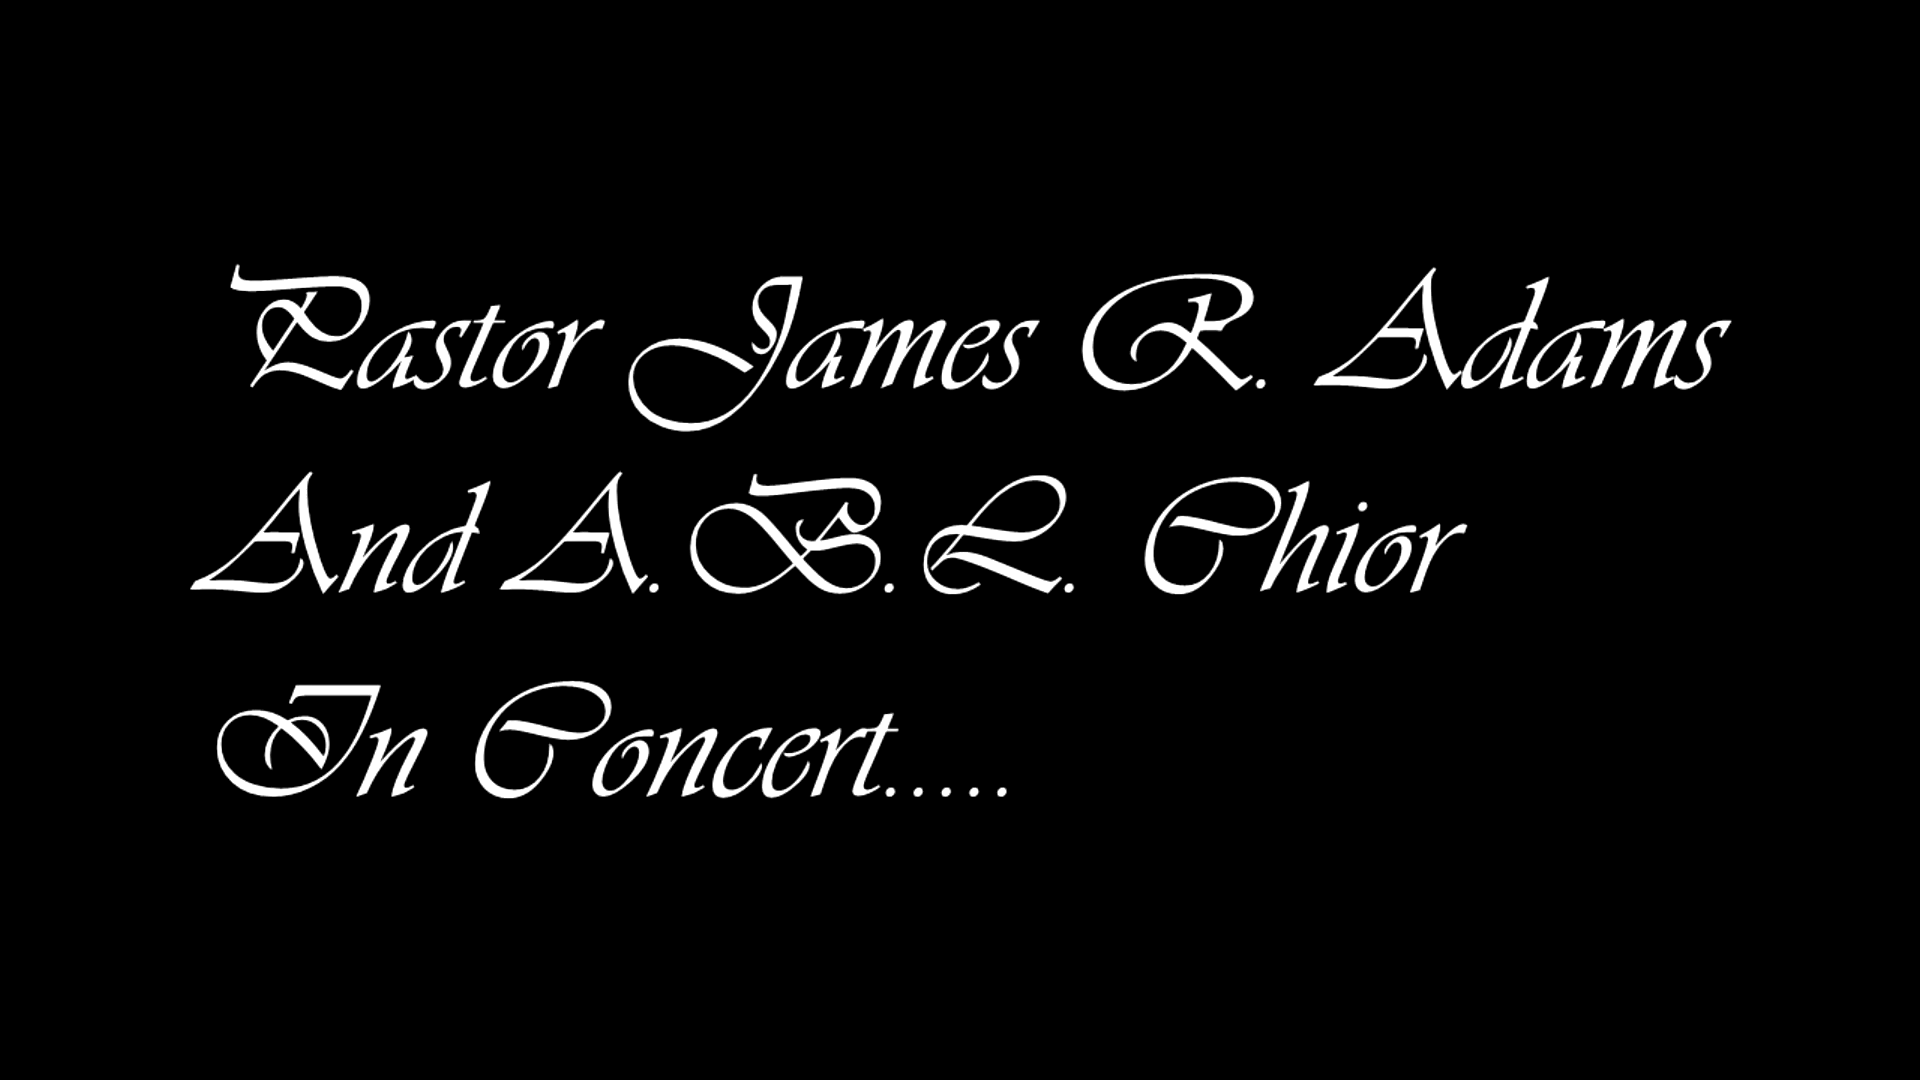 Pastor James R. Adams
And A.B.L. Chior
In Concert.....